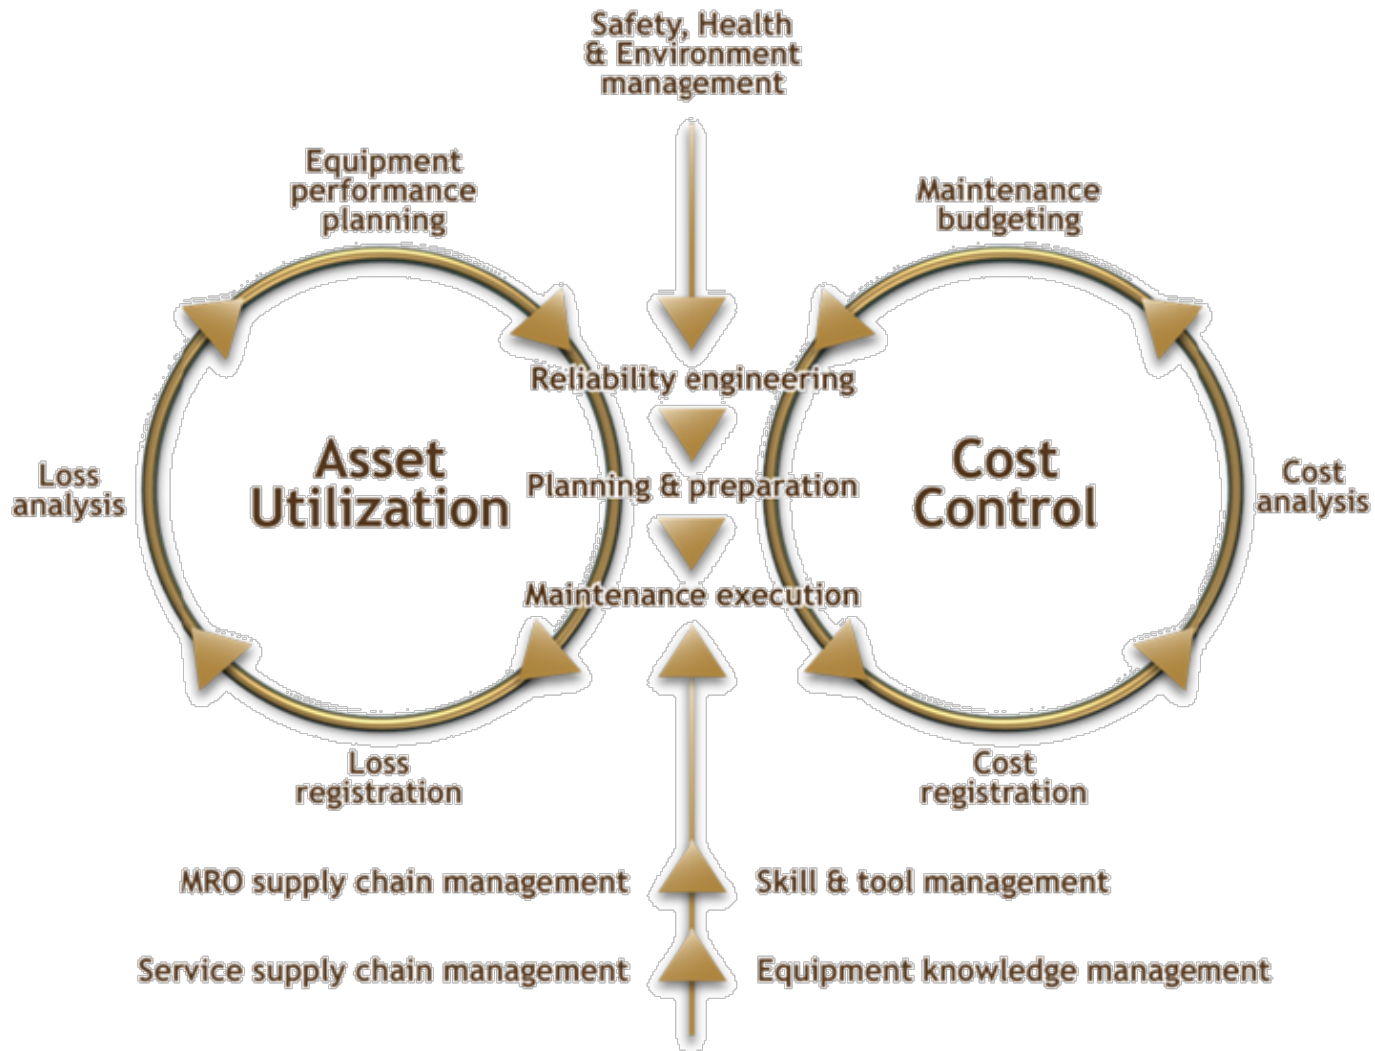 Safety, Health
& Environment
management
Equipment
performance
planning
Maintenance
budgeting
Reliability engineering
Asset
Utilization
Cost
Control
Loss
analysis
Planning & preparation
Cost
analysis
Maintenance execution
Loss
registration
Cost
registration
MRO supply chain management
Skill & tool management
Service supply chain management
Equipment knowledge management